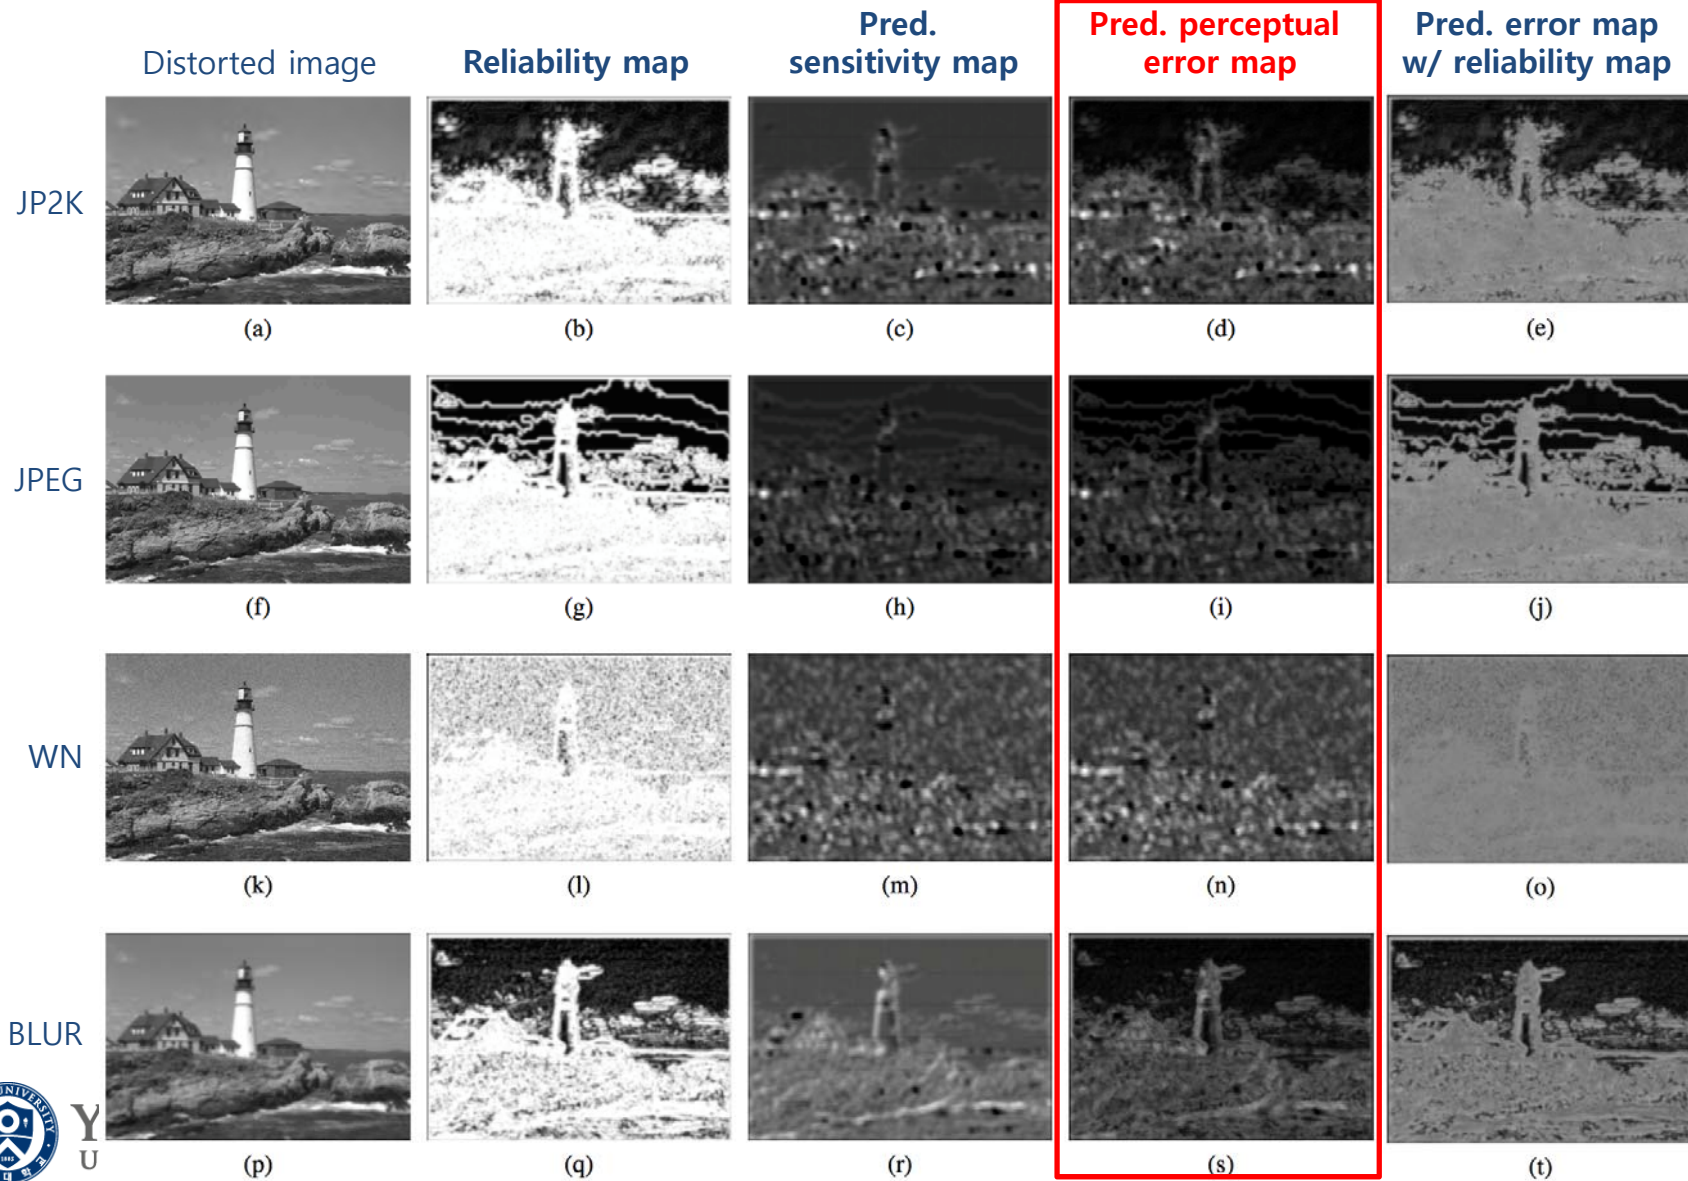 Distorted image
Reliability map
Pred.
sensitivity map
Pred. perceptual
error map
Pred. error map
w/ reliability map
JP2K
(a)
(b)
(c)
(d)
(e)
JPEG
(f)
(g)
(h)
(i)
(j)
WN
(k)
(l)
(m)
(n)
(o)
BLUR
(p)
(q)
(r)
(s)
(t)
Y
U